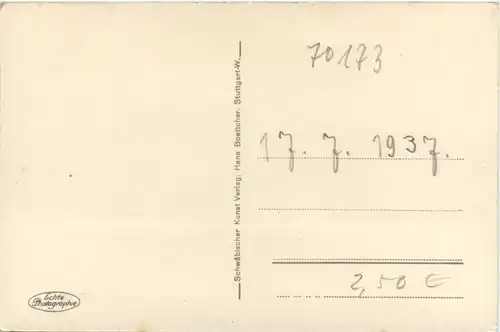 70173
Schwäbischer Kunst Verlag, Hans Boettcher, Stuttgart-W.
17. 7. 1937.
2,50 €
Echte
Photographie